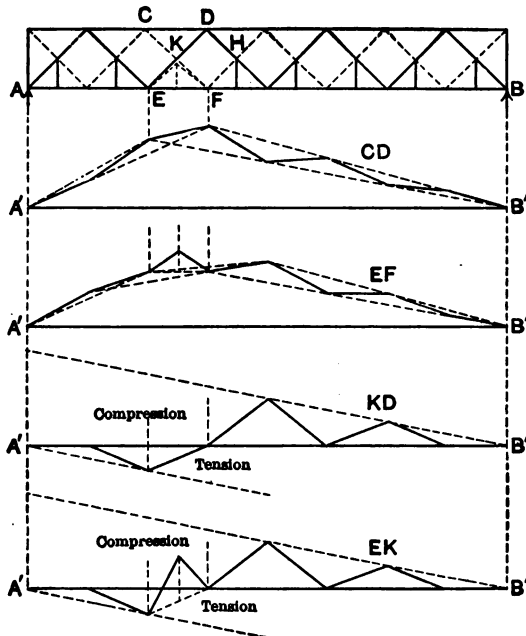 C D
K H
A B
E F
CD
A' B'
EF
A' B'
KD
Compression
A' B'
Tension
EK
Compression
A' B'
Tension